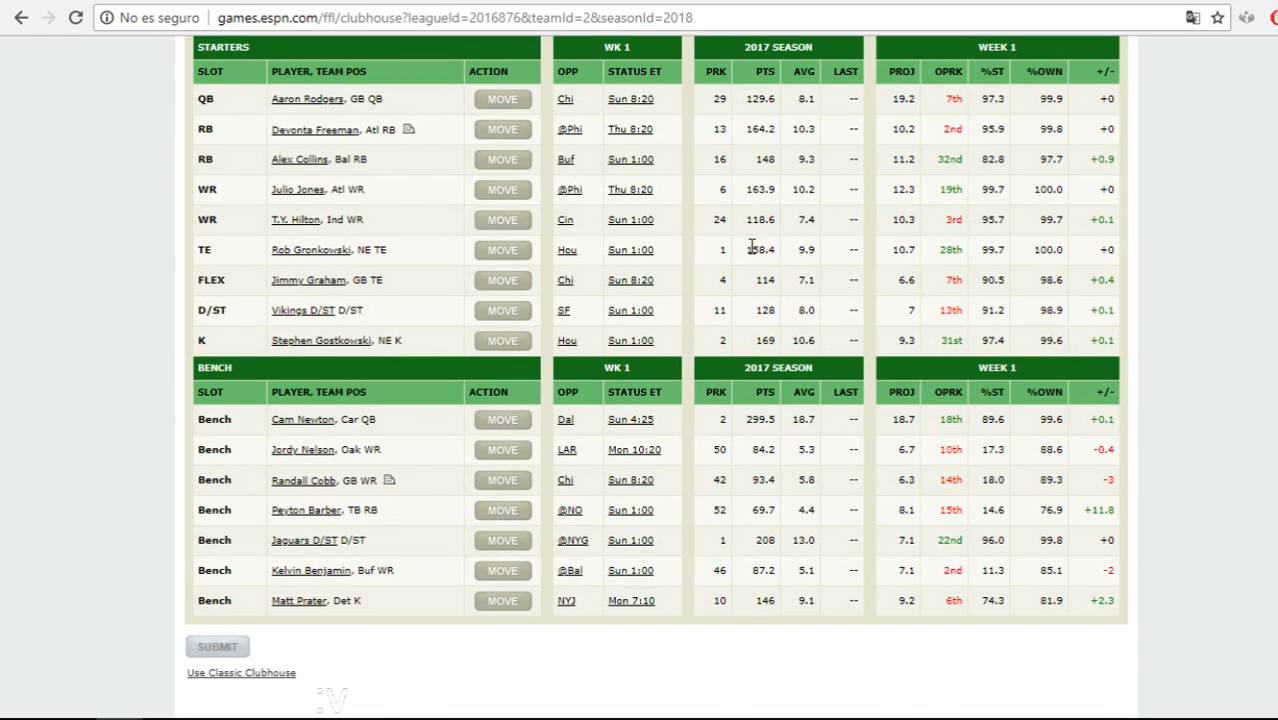 No es seguro | games.espn.com/ffl/clubhouse?leagueId=2016876&teamId=2&seasonId=2018
STARTERS WK 1 2017 SEASON WEEK 1
SLOT PLAYER, TEAM POS ACTION OPP STATUS ET PRK PTS AVG LAST PROJ OPRK %ST %OWN +/-
QB Aaron Rodgers, GB QB MOVE Chi Sun 8:20 29 129.6 8.1 -- 19.2 7th 97.3 99.9 +0
RB Devonta Freeman, Atl RB MOVE @Phi Thu 8:20 13 164.2 10.3 -- 10.2 2nd 95.9 99.8 +0
RB Alex Collins, Bal RB MOVE Buf Sun 1:00 16 148 9.3 -- 11.2 32nd 82.8 97.7 +0.9
WR Julio Jones, Atl WR MOVE @Phi Thu 8:20 6 163.9 10.2 -- 12.3 19th 99.7 100.0 +0
WR T.Y. Hilton, Ind WR MOVE Cin Sun 1:00 24 118.6 7.4 -- 10.3 3rd 95.7 99.7 +0.1
TE Rob Gronkowski, NE TE MOVE Hou Sun 1:00 1 158.4 9.9 -- 10.7 28th 99.7 100.0 +0
FLEX Jimmy Graham, GB TE MOVE Chi Sun 8:20 4 114 7.1 -- 6.6 7th 90.5 98.6 +0.4
D/ST Vikings D/ST D/ST MOVE SF Sun 1:00 11 128 8.0 -- 7 13th 91.2 98.9 +0.1
K Stephen Gostkowski, NE K MOVE Hou Sun 1:00 2 169 10.6 -- 9.3 31st 97.4 99.6 +0.1
BENCH WK 1 2017 SEASON WEEK 1
SLOT PLAYER, TEAM POS ACTION OPP STATUS ET PRK PTS AVG LAST PROJ OPRK %ST %OWN +/-
Bench Cam Newton, Car QB MOVE Dal Sun 4:25 2 299.5 18.7 -- 18.7 18th 89.6 99.6 +0.1
Bench Jordy Nelson, Oak WR MOVE LAR Mon 10:20 50 84.2 5.3 -- 6.7 10th 17.3 88.6 -0.4
Bench Randall Cobb, GB WR MOVE Chi Sun 8:20 42 93.4 5.8 -- 6.3 14th 18.0 89.3 -3
Bench Peyton Barber, TB RB MOVE @NO Sun 1:00 52 69.7 4.4 -- 8.1 15th 14.6 76.9 +11.8
Bench Jaguars D/ST D/ST MOVE @NYG Sun 1:00 1 208 13.0 -- 7.1 22nd 96.0 99.8 +0
Bench Kelvin Benjamin, Buf WR MOVE @Bal Sun 1:00 46 87.2 5.1 -- 7.1 2nd 11.3 85.1 -2
Bench Matt Prater, Det K MOVE NYJ Mon 7:10 10 146 9.1 -- 9.2 6th 74.3 81.9 +2.3
SUBMIT
Use Classic Clubhouse
:V